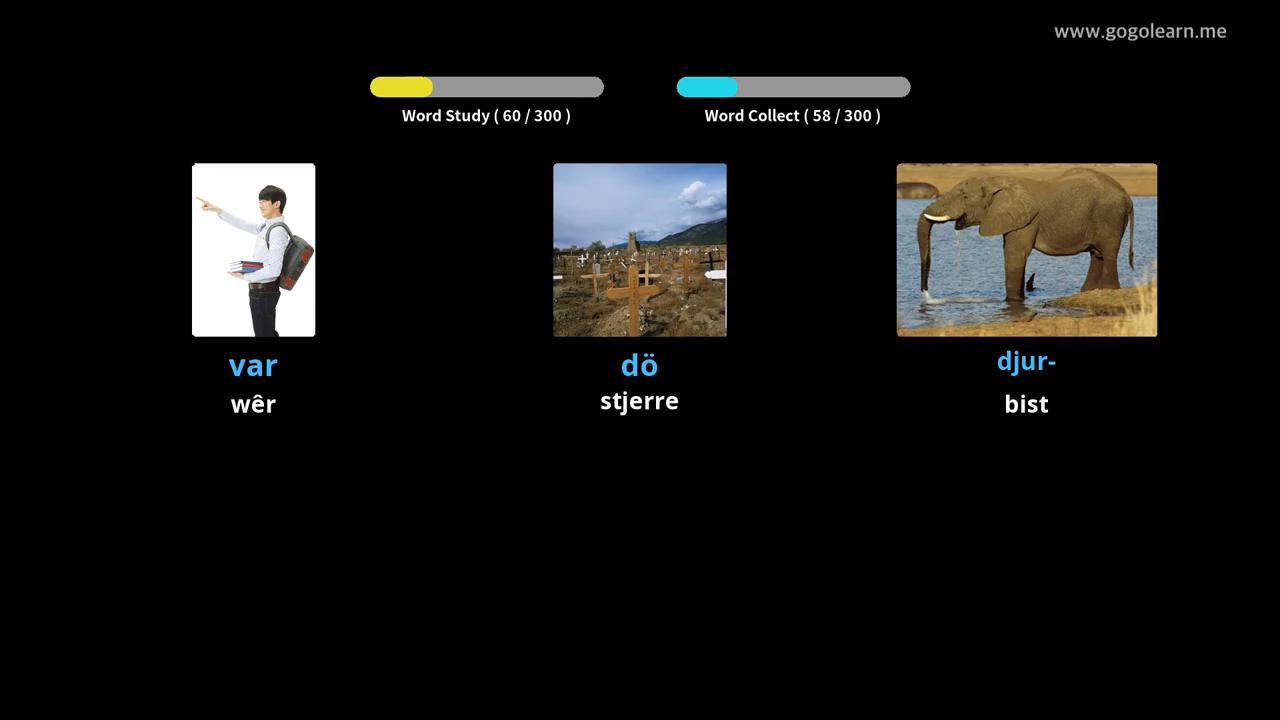 www.gogolearn.me
Word Study ( 60 / 300 )
Word Collect ( 58 / 300 )
var
wêr
dö
stjerre
djur-
bist